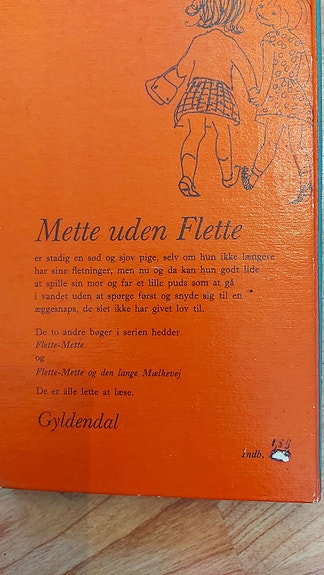 Mette uden Flette
er stadig en sød og sjov pige, selv om hun ikke længere
har sine fletninger, men nu og da kan hun godt lide
at spille sin mor og far et lille puds som at gå
i vandet uden at spørge først og snyde sig til en
æggesnaps, de slet ikke har givet lov til.
De to andre bøger i serien hedder
Flette-Mette
og
Flette-Mette og den lange Mælkevej
De er alle lette at læse.
Gyldendal
indb.